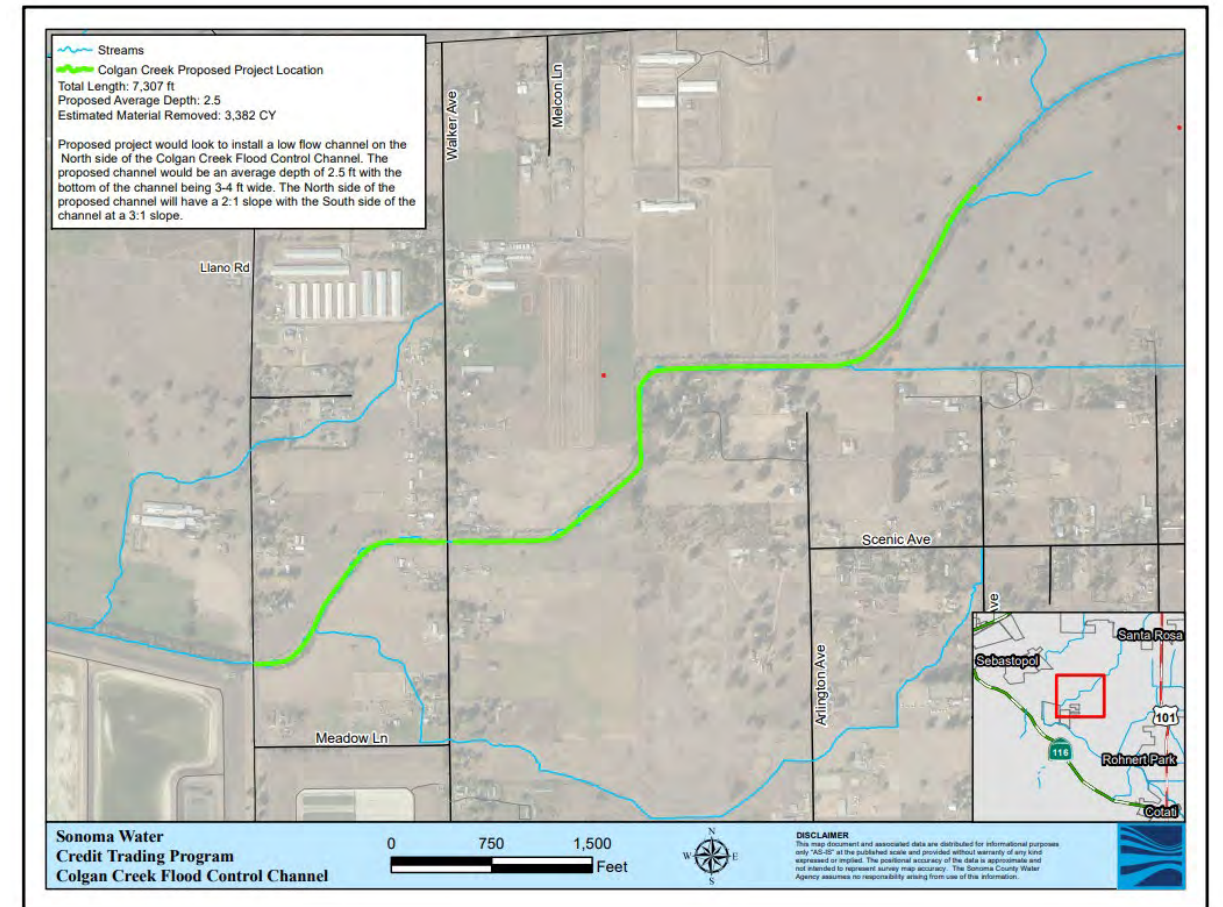 Streams
Colgan Creek Proposed Project Location
Total Length: 7,307 ft
Proposed Average Depth: 2.5
Estimated Material Removed: 3,382 CY
Proposed project would look to install a low flow channel on the
North side of the Colgan Creek Flood Control Channel. The
proposed channel would be an average depth of 2.5 ft with the
bottom of the channel being 3-4 ft wide. The North side of the
proposed channel will have a 2:1 slope with the South side of the
channel at a 3:1 slope.
Walker Ave
Melcon Ln
Llano Rd
Scenic Ave
Ave
Arlington Ave
Meadow Ln
Santa Rosa
Sebastopol
101
116
Rohnert Park
Cotati
Sonoma Water
Credit Trading Program
Colgan Creek Flood Control Channel
0 750 1,500
Feet
N
W E
S
DISCLAIMER
This map document and associated data are distributed for informational purposes
only "AS-IS" at the published scale and provided without warranty of any kind
expressed or implied. The positional accuracy of the data is approximate and
not intended to represent survey map accuracy. The Sonoma County Water
Agency assumes no responsibility arising from use of this information.